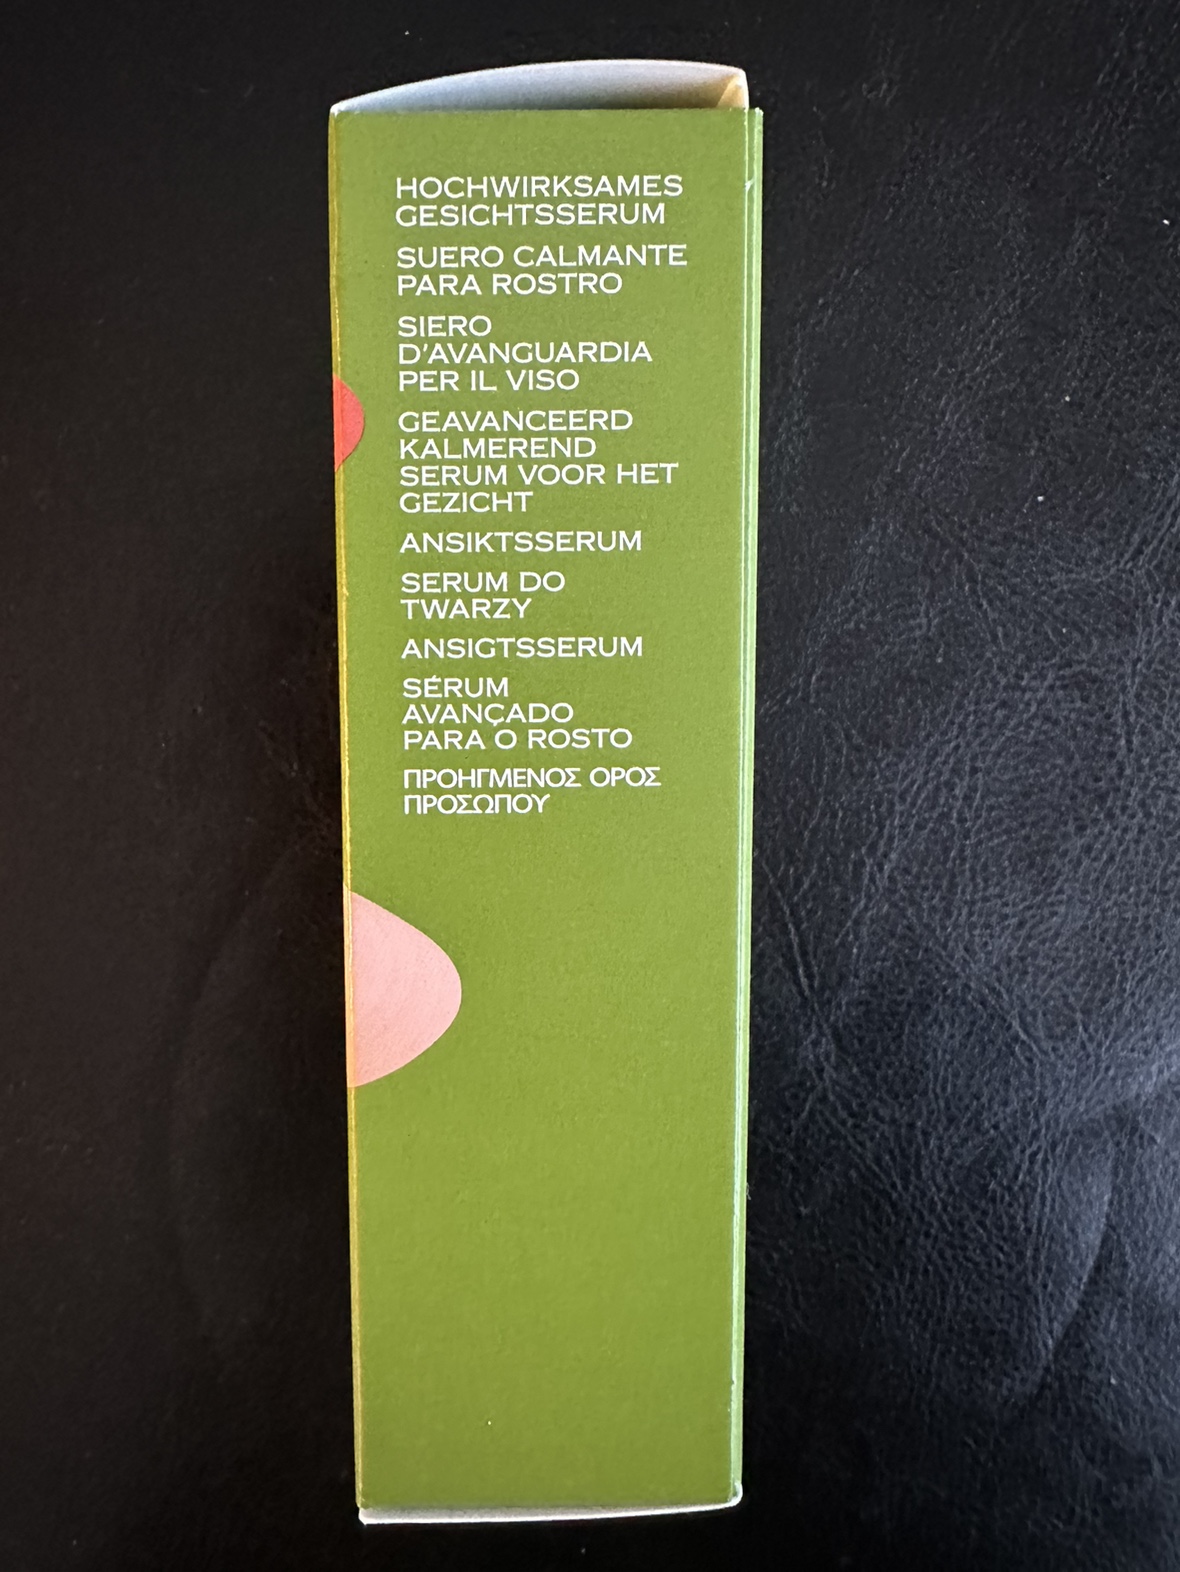 HOCHWIRKSAMES
GESICHTSSERUM
SUERO CALMANTE
PARA ROSTRO
SIERO
D'AVANGUARDIA
PER IL VISO
GEAVANCEERD
KALMEREND
SERUM VOOR HET
GEZICHT
ANSIKTSSERUM
SERUM DO
TWARZY
ANSIGTSSERUM
SÉRUM
AVANÇADO
PARA O ROSTO
ΠΡΟΗΓΜΕΝΟΣ ΟΡΟΣ
ΠΡΟΣΩΠΟΥ